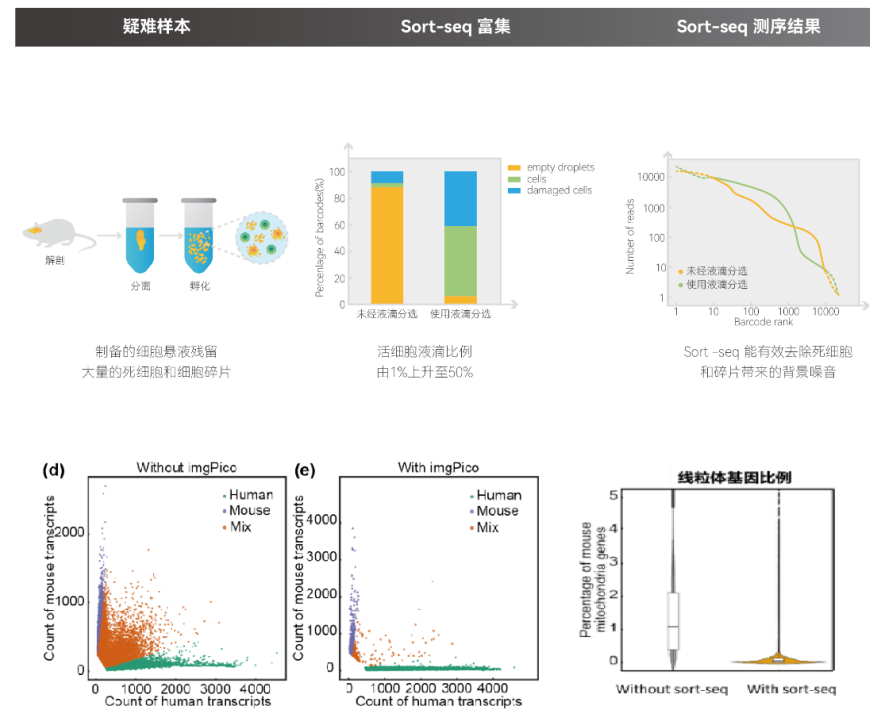 疑难样本
Sort-seq 富集
Sort-seq 测序结果
解剖
分离
孵化
制备的细胞悬液残留
大量的死细胞和细胞碎片
Percentage of barcodes(%)
100
80
60
40
20
0
未经液滴分选
使用液滴分选
empty droplets
cells
damaged cells
活细胞液滴比例
由1%上升至50%
Number of reads
10000
1000
100
10
1
未经液滴分选
使用液滴分选
1
10
100
1000
10000
Barcode rank
Sort -seq 能有效去除死细胞
和碎片带来的背景噪音
(d)
Without imgPico
Human
Mouse
Mix
Count of mouse transcripts
2000
1000
0
0
1000
2000
3000
4000
Count of human transcripts
(e)
With imgPico
Human
Mouse
Mix
Count of mouse transcripts
4000
3000
2000
1000
0
0
1000
2000
3000
4000
Count of human transcripts
线粒体基因比例
Percentage of mouse
mitochondria genes
5
4
3
2
1
0
Without sort-seq
With sort-seq